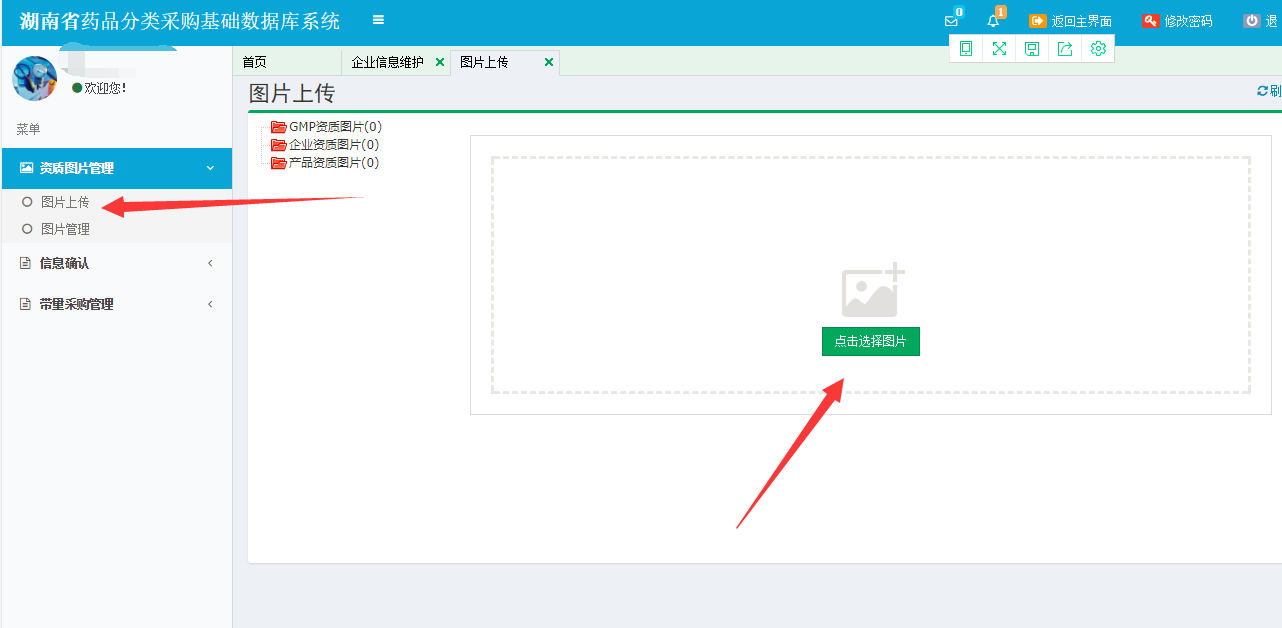 湖南省药品分类采购基础数据库系统
0
1
返回主界面
修改密码
退
欢迎您!
首页
企业信息维护
图片上传
图片上传
刷
菜单
资质图片管理
图片上传
图片管理
信息确认
带量采购管理
GMP资质图片(0)
企业资质图片(0)
产品资质图片(0)
点击选择图片